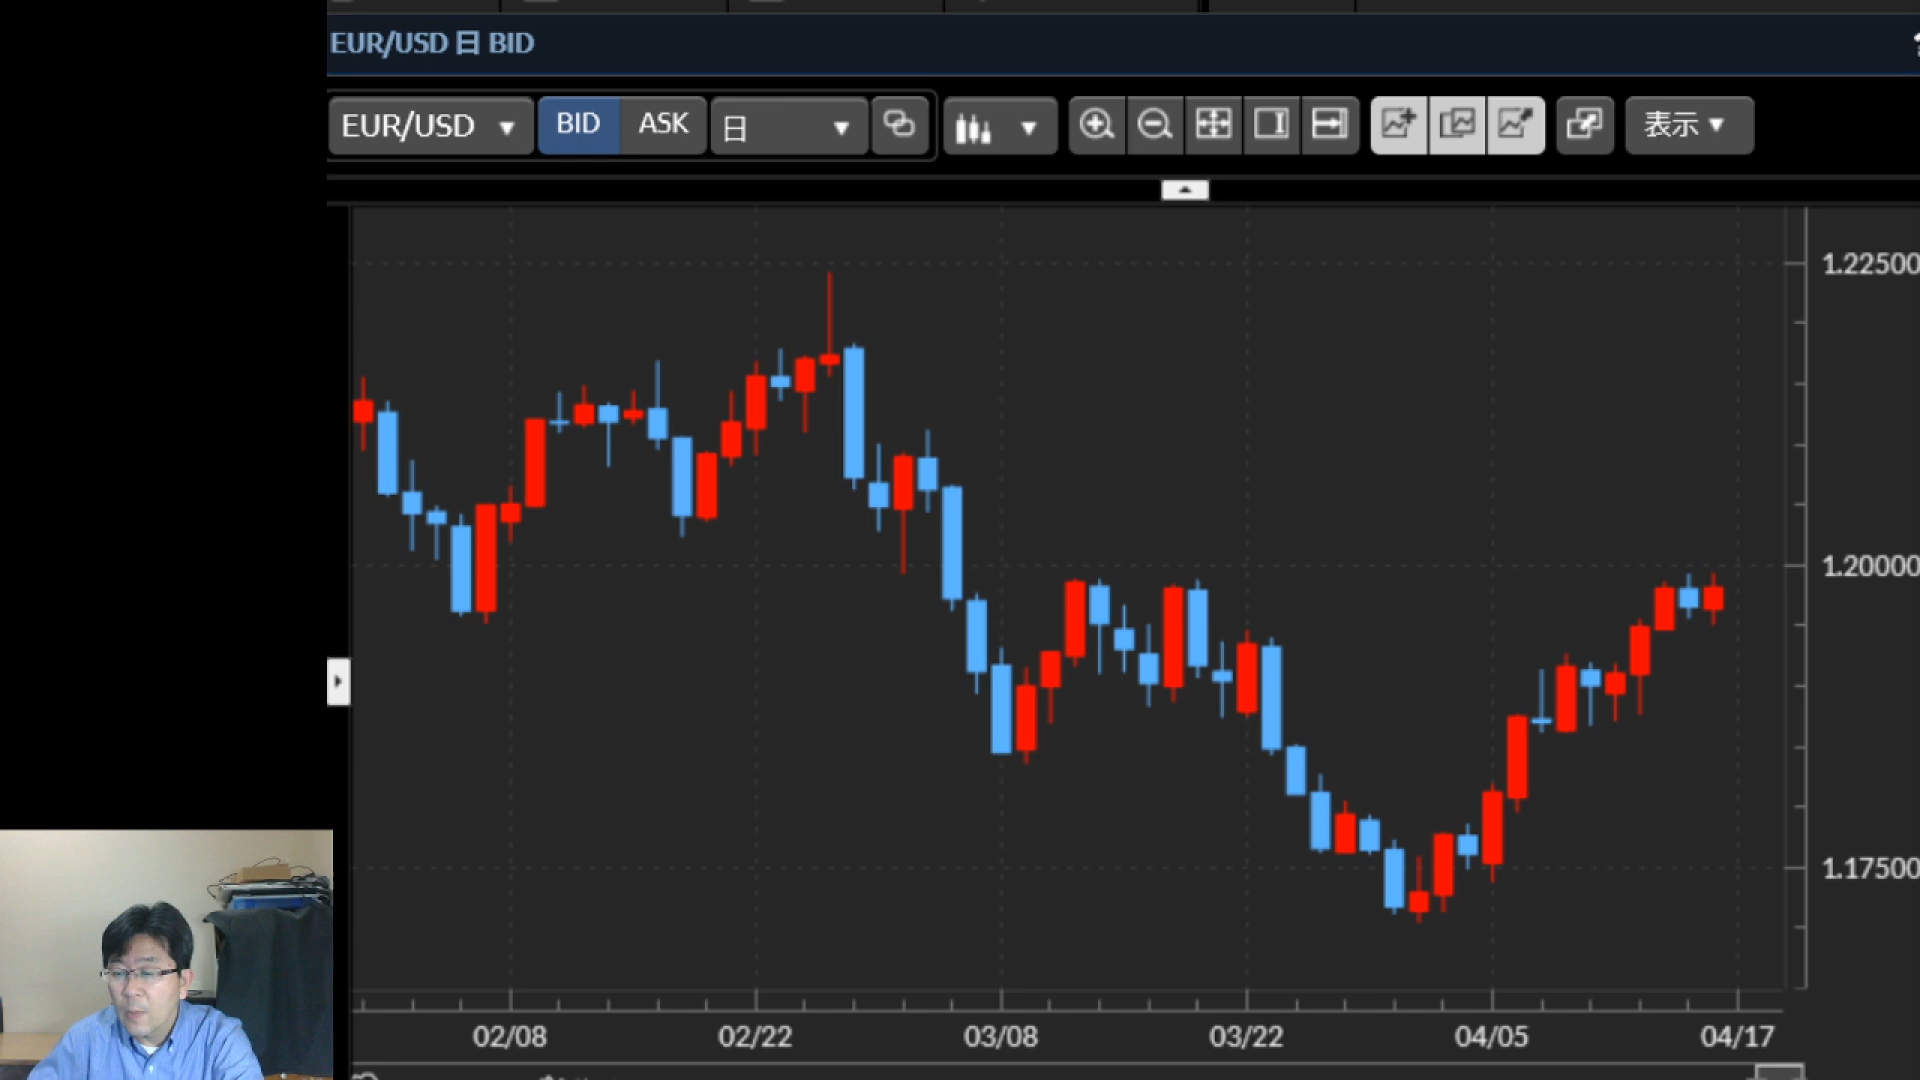 EUR/USD 日 BID
EUR/USD BID ASK 日 表示
1.22500
1.20000
1.17500
02/08 02/22 03/08 03/22 04/05 04/17